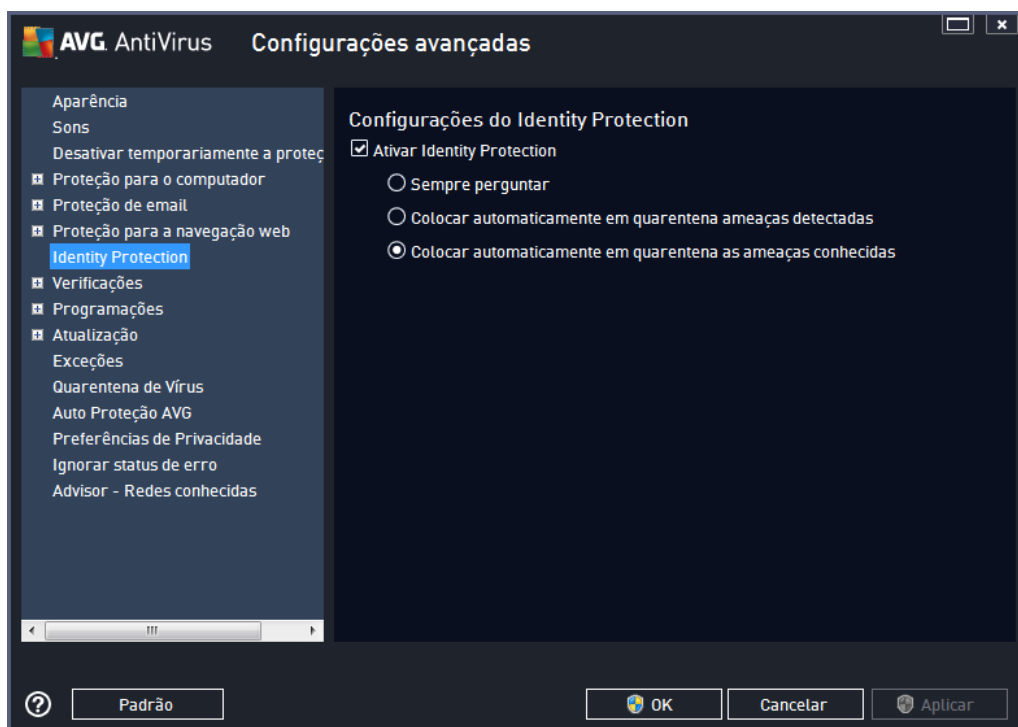 AVG. AntiVirus Configurações avançadas
Aparência
Sons
Desativar temporariamente a proteç
Proteção para o computador
Proteção de email
Proteção para a navegação web
Identity Protection
Verificações
Programações
Atualização
Exceções
Quarentena de Vírus
Auto Proteção AVG
Preferências de Privacidade
Ignorar status de erro
Advisor - Redes conhecidas
Configurações do Identity Protection
Ativar Identity Protection
Sempre perguntar
Colocar automaticamente em quarentena ameaças detectadas
Colocar automaticamente em quarentena as ameaças conhecidas
? Padrão OK Cancelar Aplicar